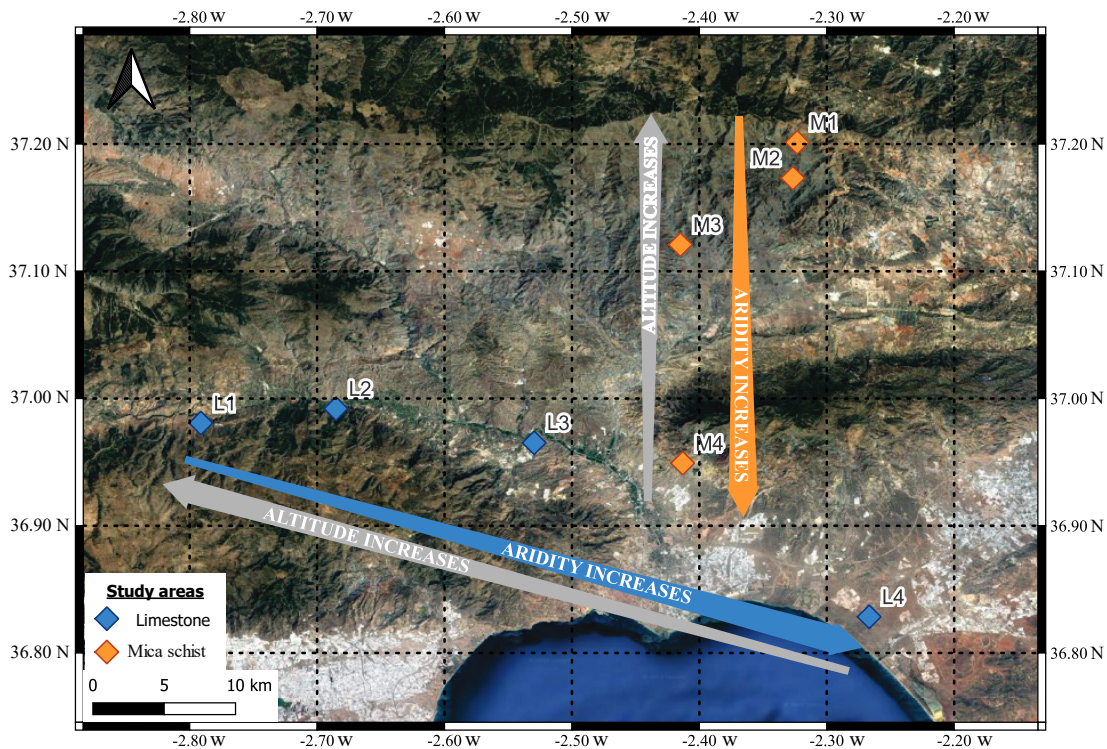 -2.80 W -2.70 W -2.60 W -2.50 W -2.40 W -2.30 W -2.20 W
37.20 N
37.10 N
37.00 N
36.90 N
36.80 N
37.20 N
37.10 N
37.00 N
36.90 N
36.80 N
M1
M2
M3
M4
L1
L2
L3
L4
ALTITUDE INCREASES
ARIDITY INCREASES
ARIDITY INCREASES
ALTITUDE INCREASES
Study areas
Limestone
Mica schist
0 5 10 km
-2.80 W -2.70 W -2.60 W -2.50 W -2.40 W -2.30 W -2.20 W